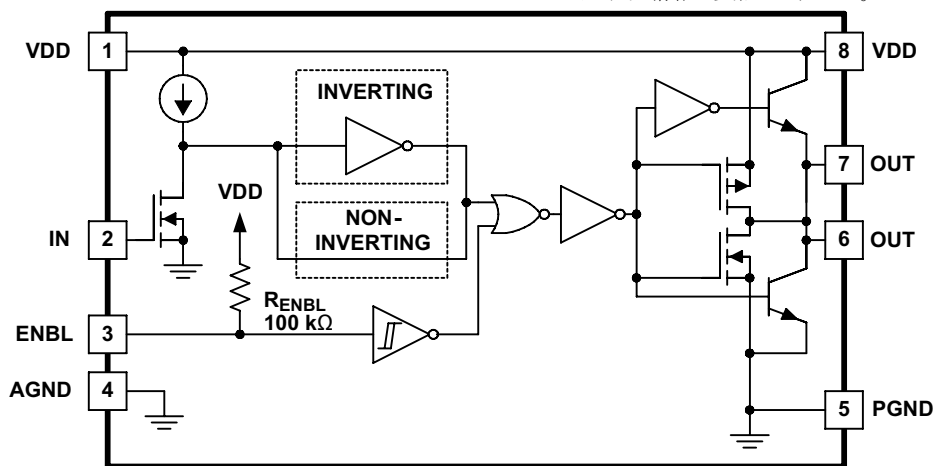 VDD 1
8 VDD
INVERTING
7 OUT
VDD
NON-
INVERTING
IN 2
6 OUT
RENBL
100 kΩ
ENBL 3
AGND 4
5 PGND